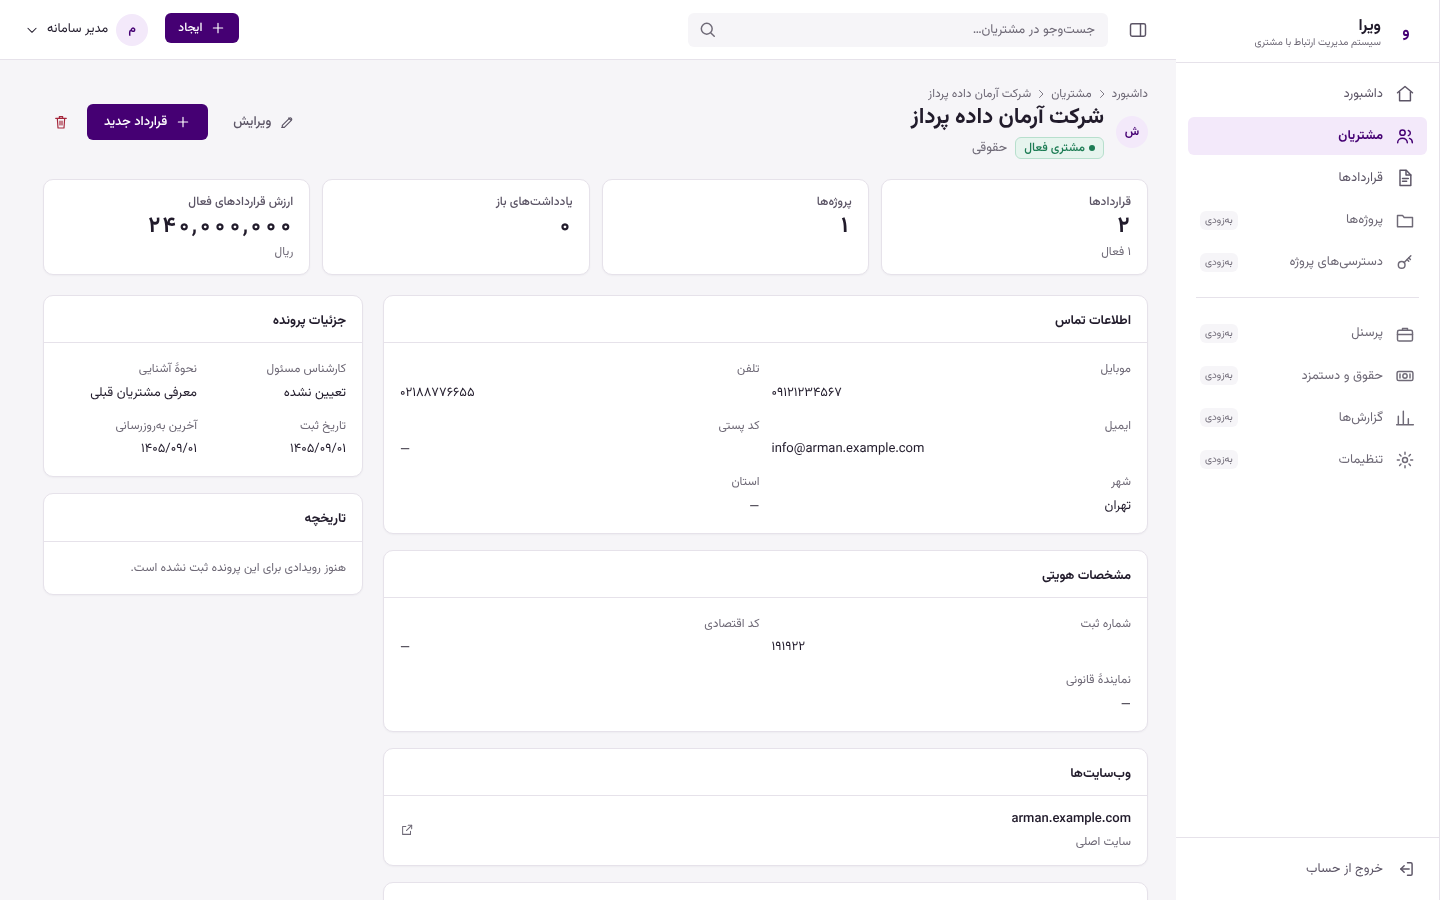 و
ویرا
سیستم مدیریت ارتباط با مشتری
جست‌وجو در مشتریان...
ایجاد
م
مدیر سامانه
داشبورد
مشتریان
قراردادها
پروژه‌ها
به‌زودی
دسترسی‌های پروژه
به‌زودی
پرسنل
به‌زودی
حقوق و دستمزد
به‌زودی
گزارش‌ها
به‌زودی
تنظیمات
به‌زودی
خروج از حساب
داشبورد
مشتریان
شرکت آرمان داده پرداز
ش
شرکت آرمان داده پرداز
مشتری فعال
حقوقی
ویرایش
قرارداد جدید
قراردادها
۲
۱ فعال
پروژه‌ها
۱
یادداشت‌های باز
۰
ارزش قراردادهای فعال
۲۴۰,۰۰۰,۰۰۰
ریال
اطلاعات تماس
موبایل
۰۹۱۲۱۲۳۴۵۶۷
تلفن
۰۲۱۸۸۷۷۶۶۵۵
ایمیل
info@arman.example.com
کد پستی
—
شهر
تهران
استان
—
مشخصات هویتی
شماره ثبت
۱۹۱۹۲۲
کد اقتصادی
—
نمایندهٔ قانونی
—
وب‌سایت‌ها
arman.example.com
سایت اصلی
جزئیات پرونده
کارشناس مسئول
تعیین نشده
نحوهٔ آشنایی
معرفی مشتریان قبلی
تاریخ ثبت
۱۴۰۵/۰۹/۰۱
آخرین به‌روزرسانی
۱۴۰۵/۰۹/۰۱
تاریخچه
هنوز رویدادی برای این پرونده ثبت نشده است.